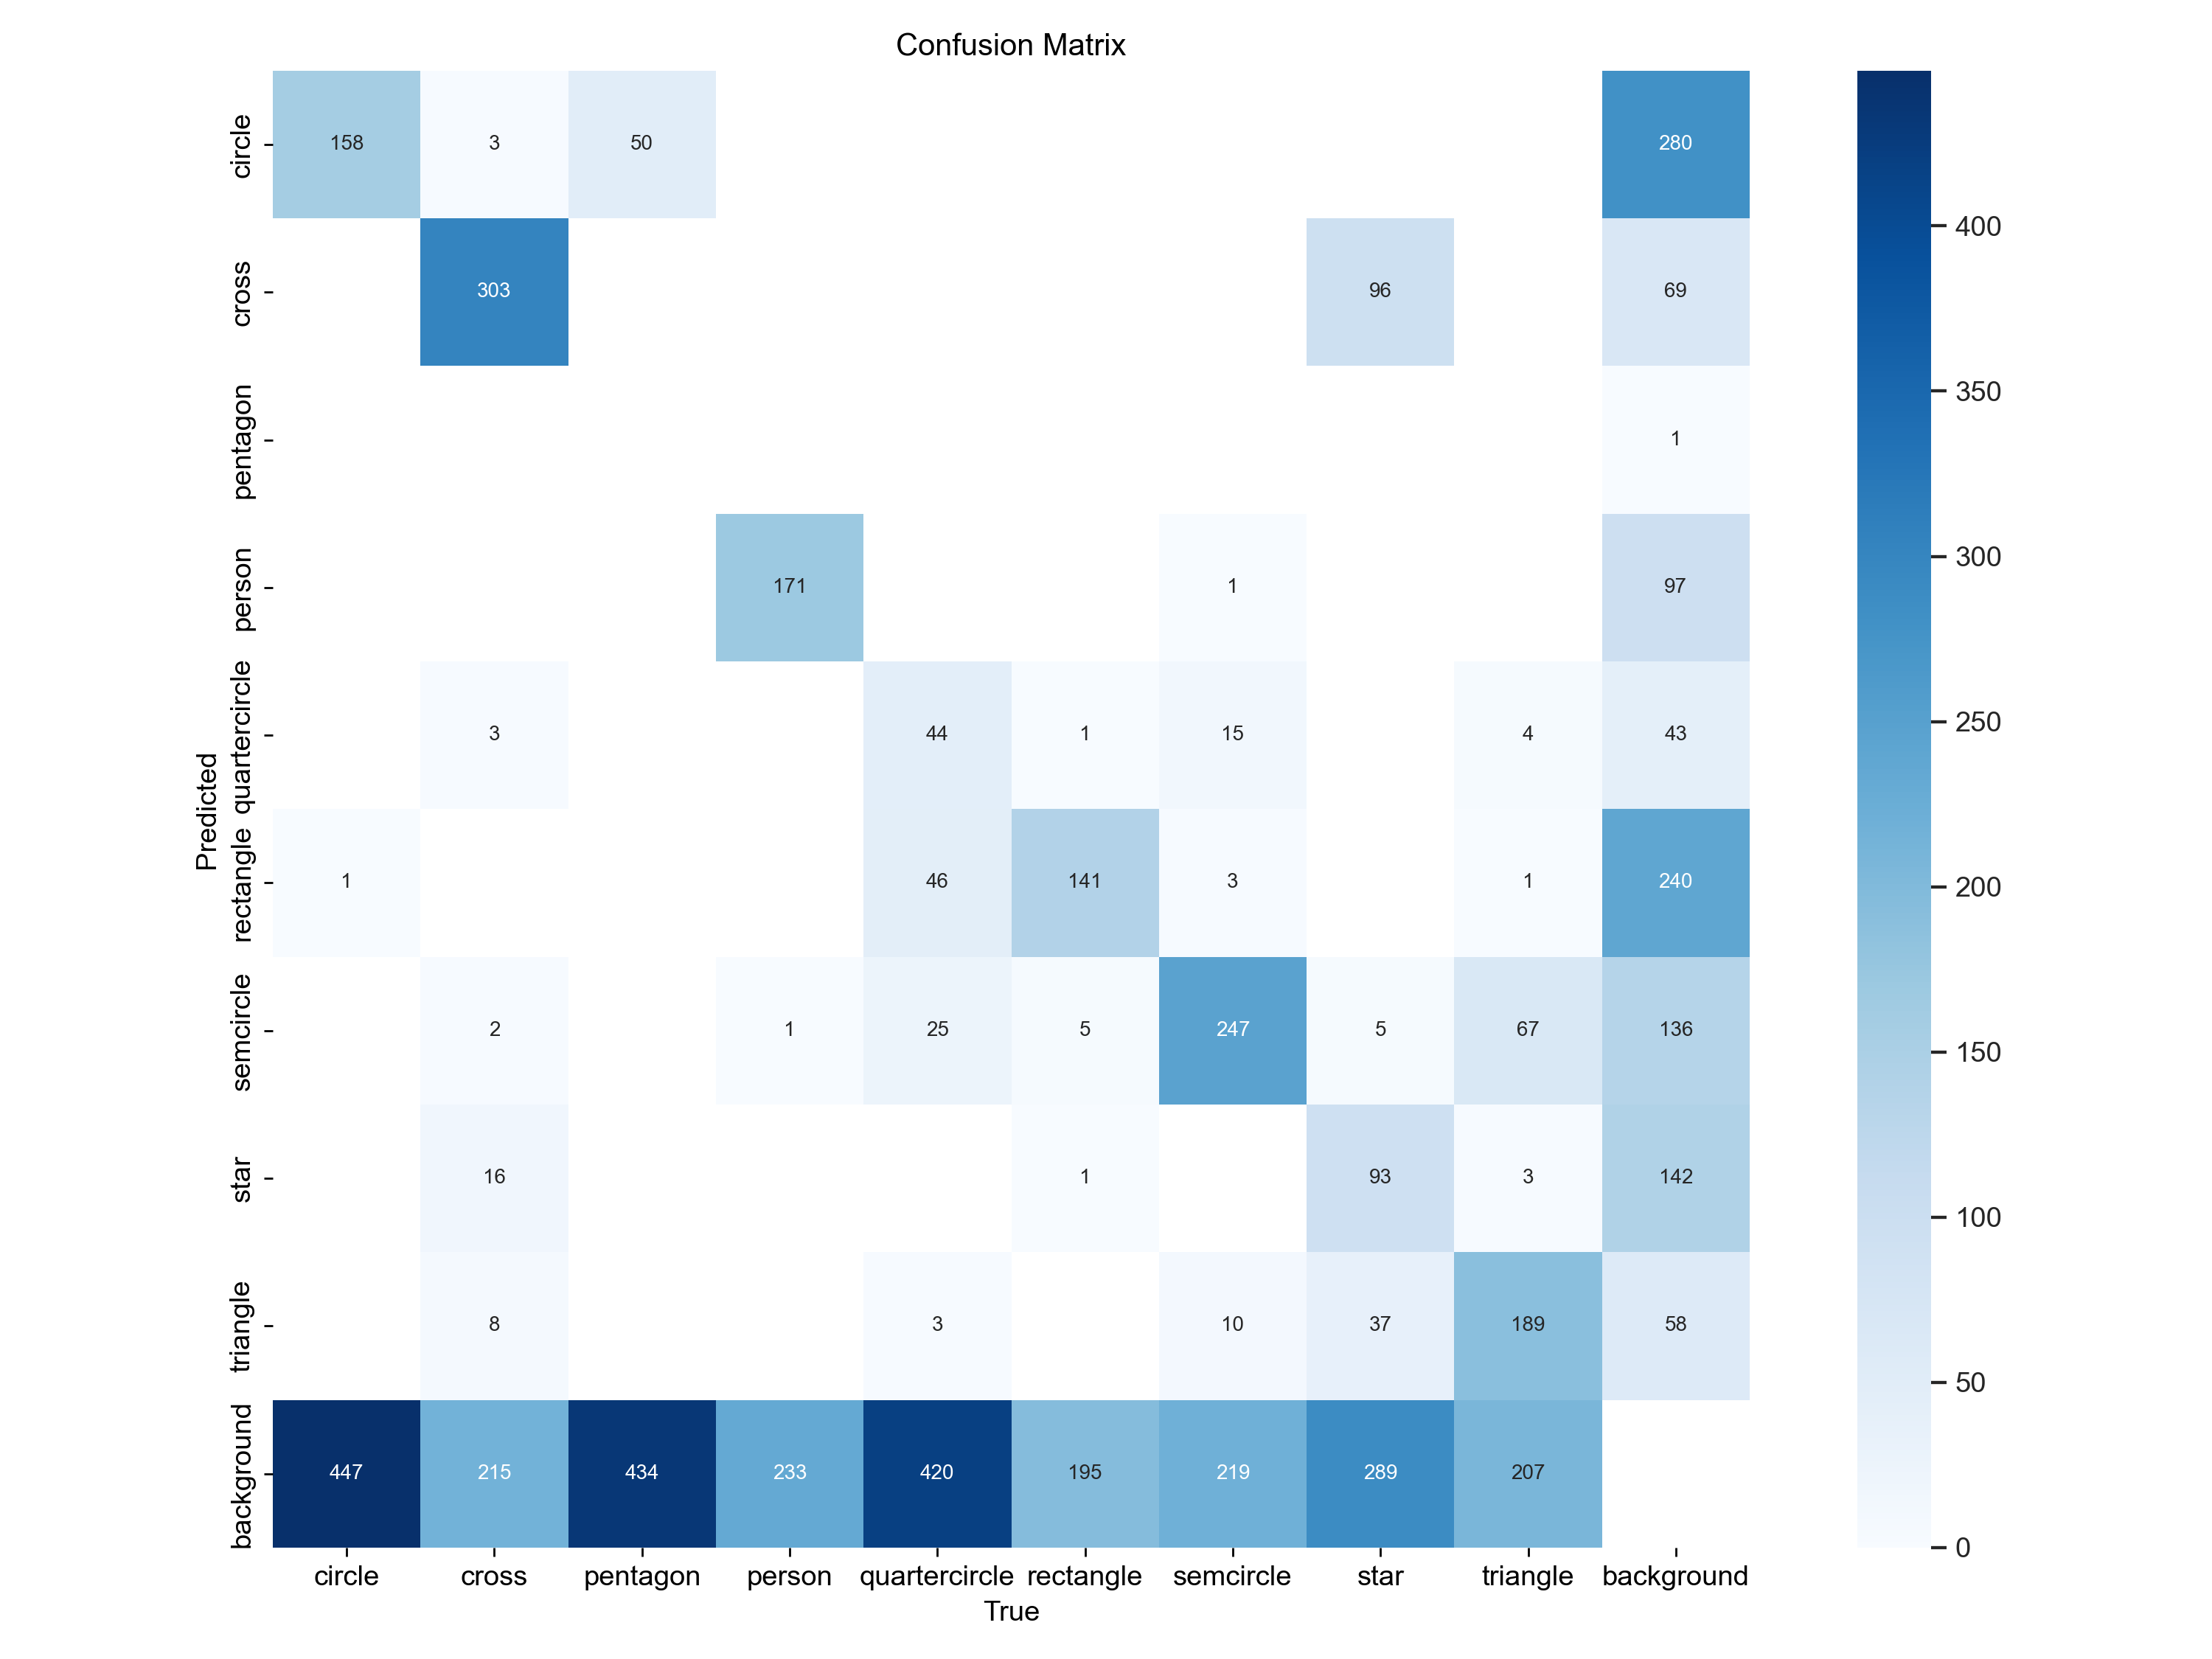 Confusion Matrix
circle 158 3 50 280
cross 303 96 69
pentagon 1
person 171 1 97
quartercircle 3 44 1 15 4 43
rectangle 1 46 141 3 1 240
semcircle 2 1 25 5 247 5 67 136
star 16 1 93 3 142
triangle 8 3 10 37 189 58
background 447 215 434 233 420 195 219 289 207
Predicted
circle cross pentagon person quartercircle rectangle semcircle star triangle background
True
400
350
300
250
200
150
100
50
0